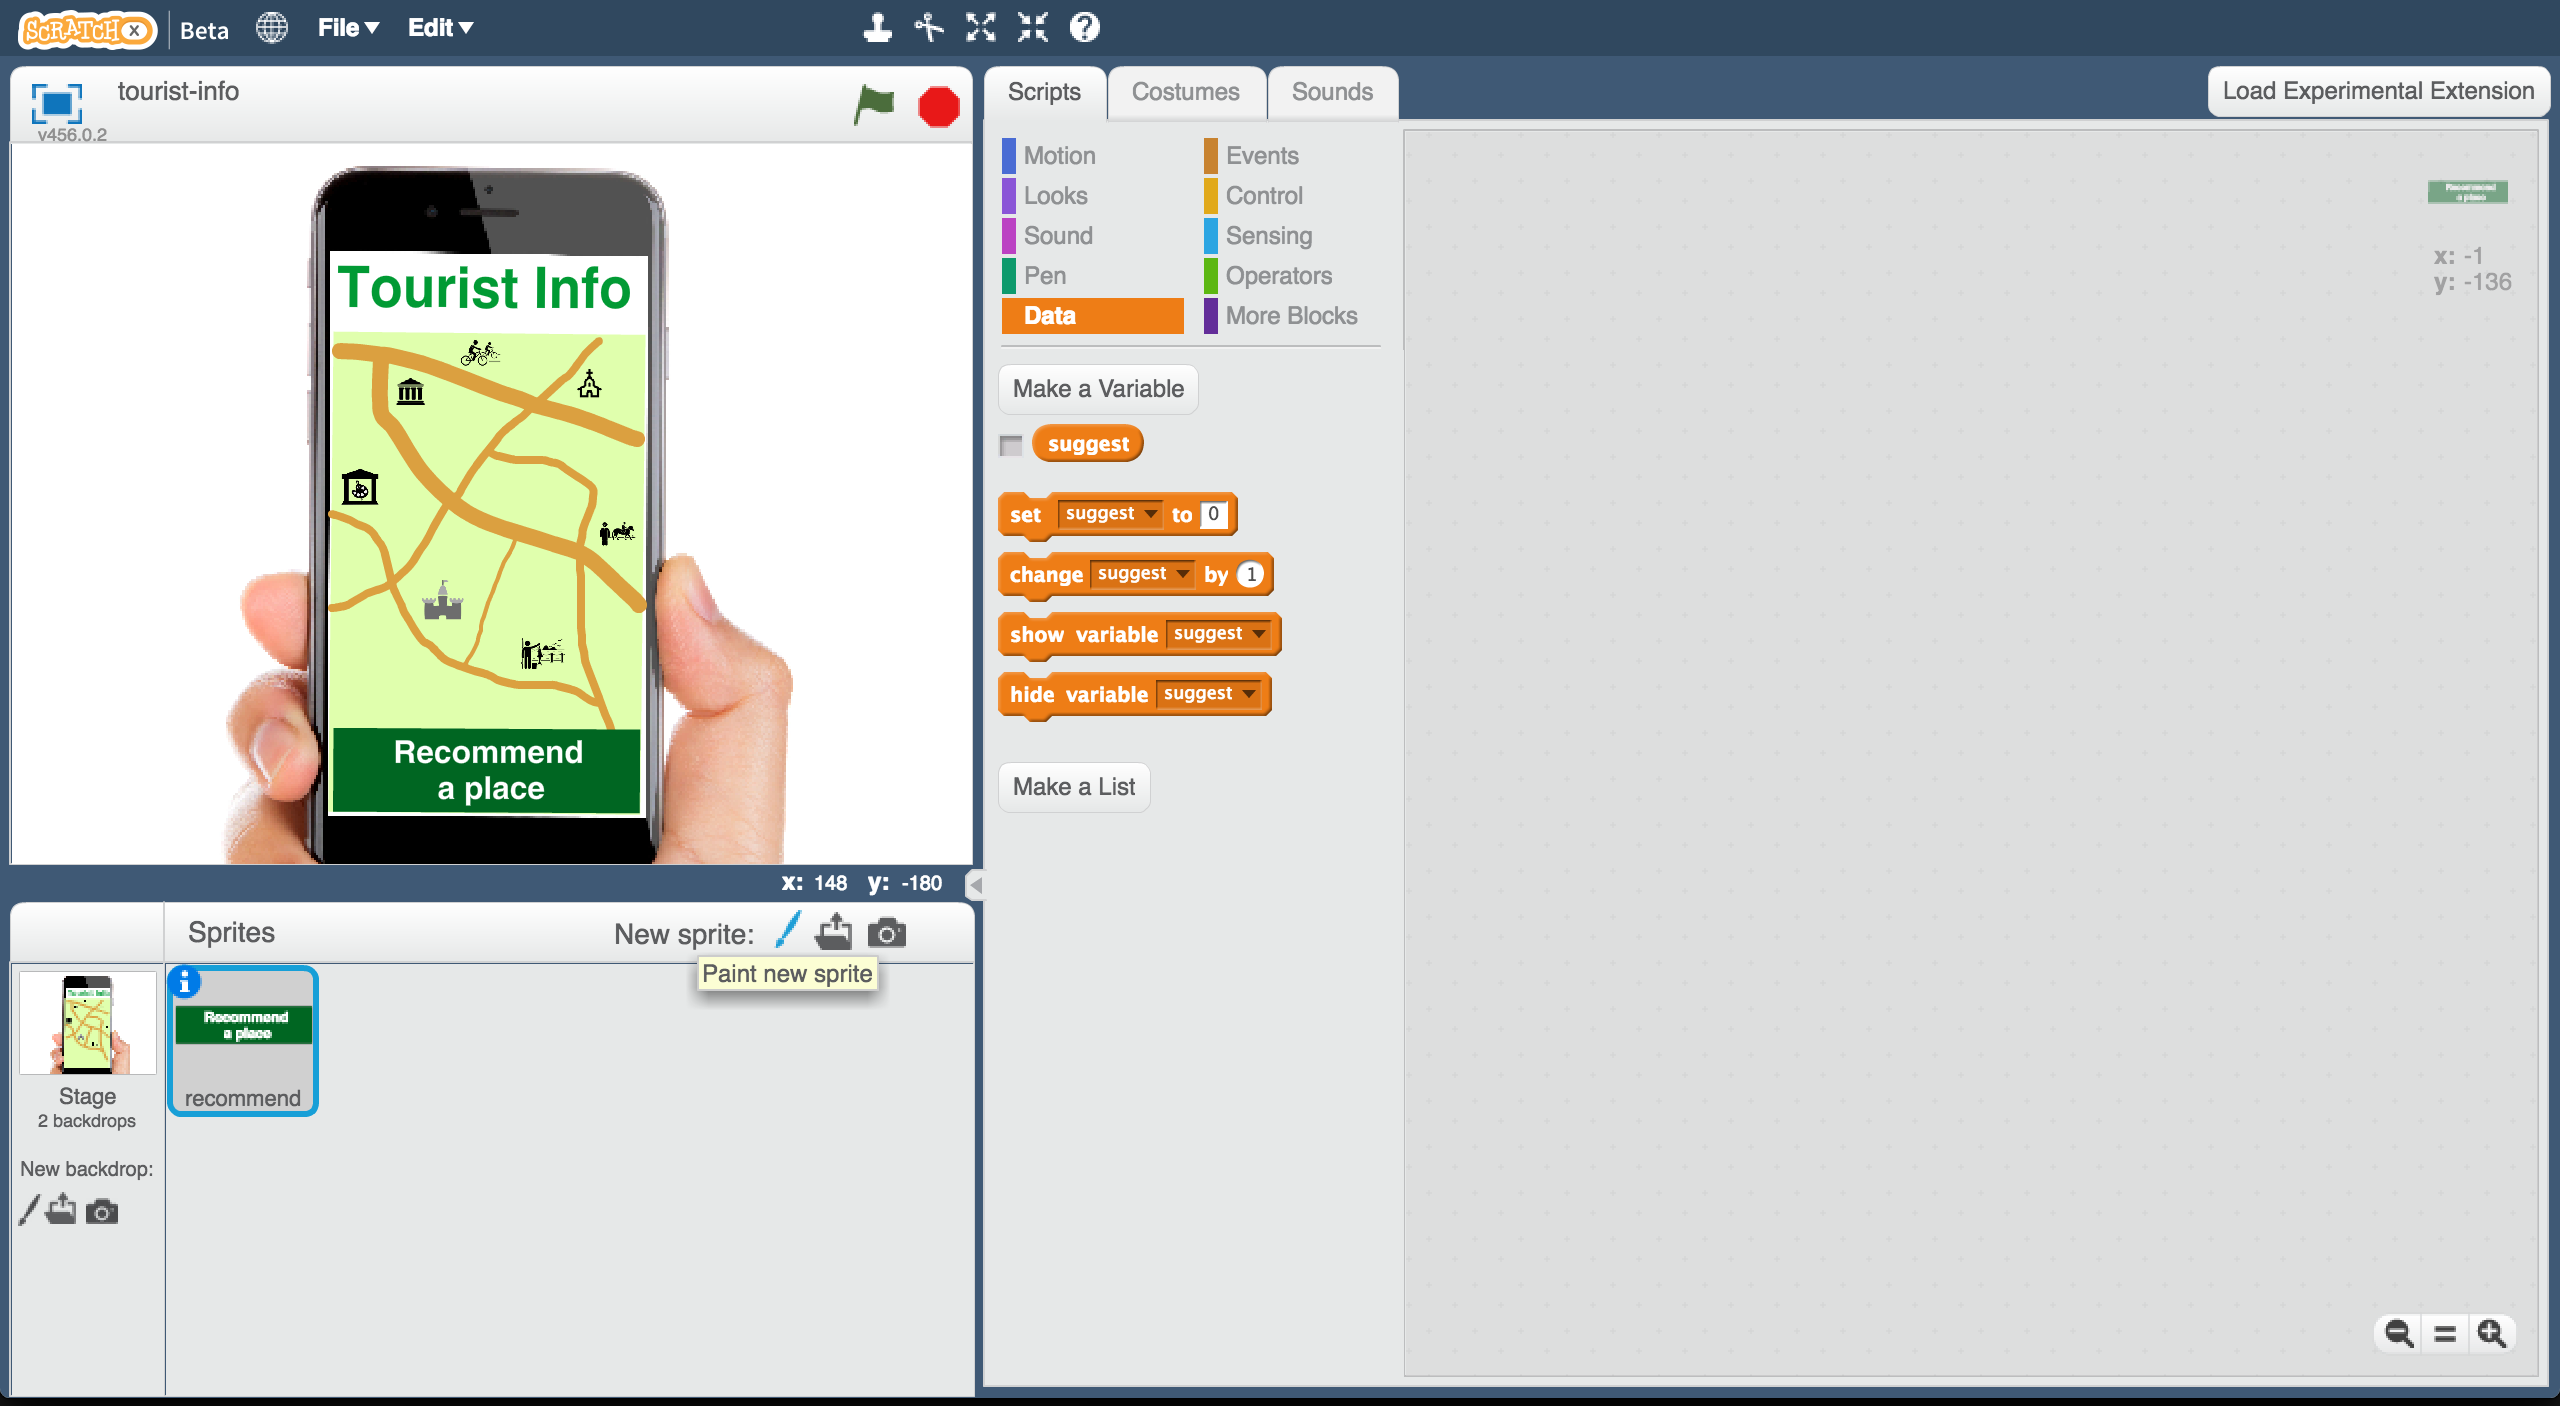 SCRATCHX
Beta
File
Edit
tourist-info
v456.0.2
Tourist Info
Recommend
a place
x: 148 y: -180
Sprites
New sprite:
Paint new sprite
Recommend
a place
recommend
Stage
2 backdrops
New backdrop:
Scripts
Costumes
Sounds
Load Experimental Extension
Motion
Looks
Sound
Pen
Data
Events
Control
Sensing
Operators
More Blocks
Make a Variable
suggest
set suggest to 0
change suggest by 1
show variable suggest
hide variable suggest
Make a List
Recommend
a place
x: -1
y: -136